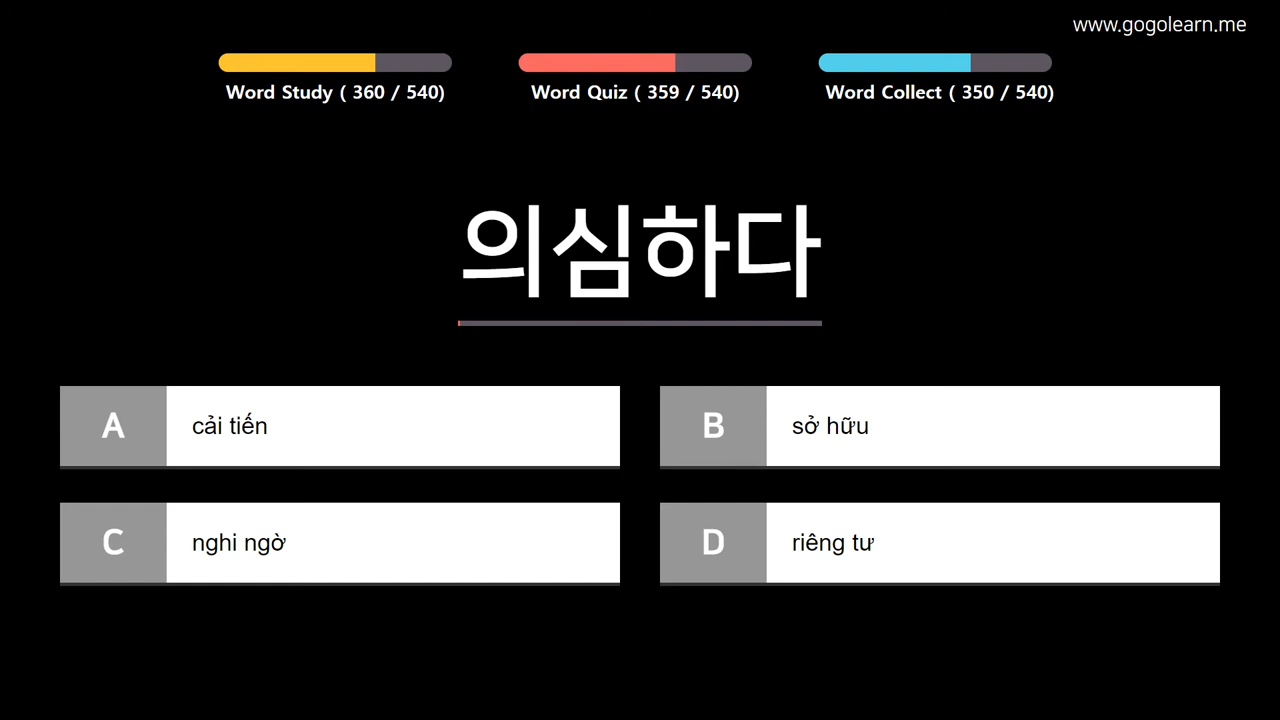 www.gogolearn.me
Word Study ( 360 / 540)
Word Quiz ( 359 / 540)
Word Collect ( 350 / 540)
의심하다
A cải tiến
B sở hữu
C nghi ngờ
D riêng tư